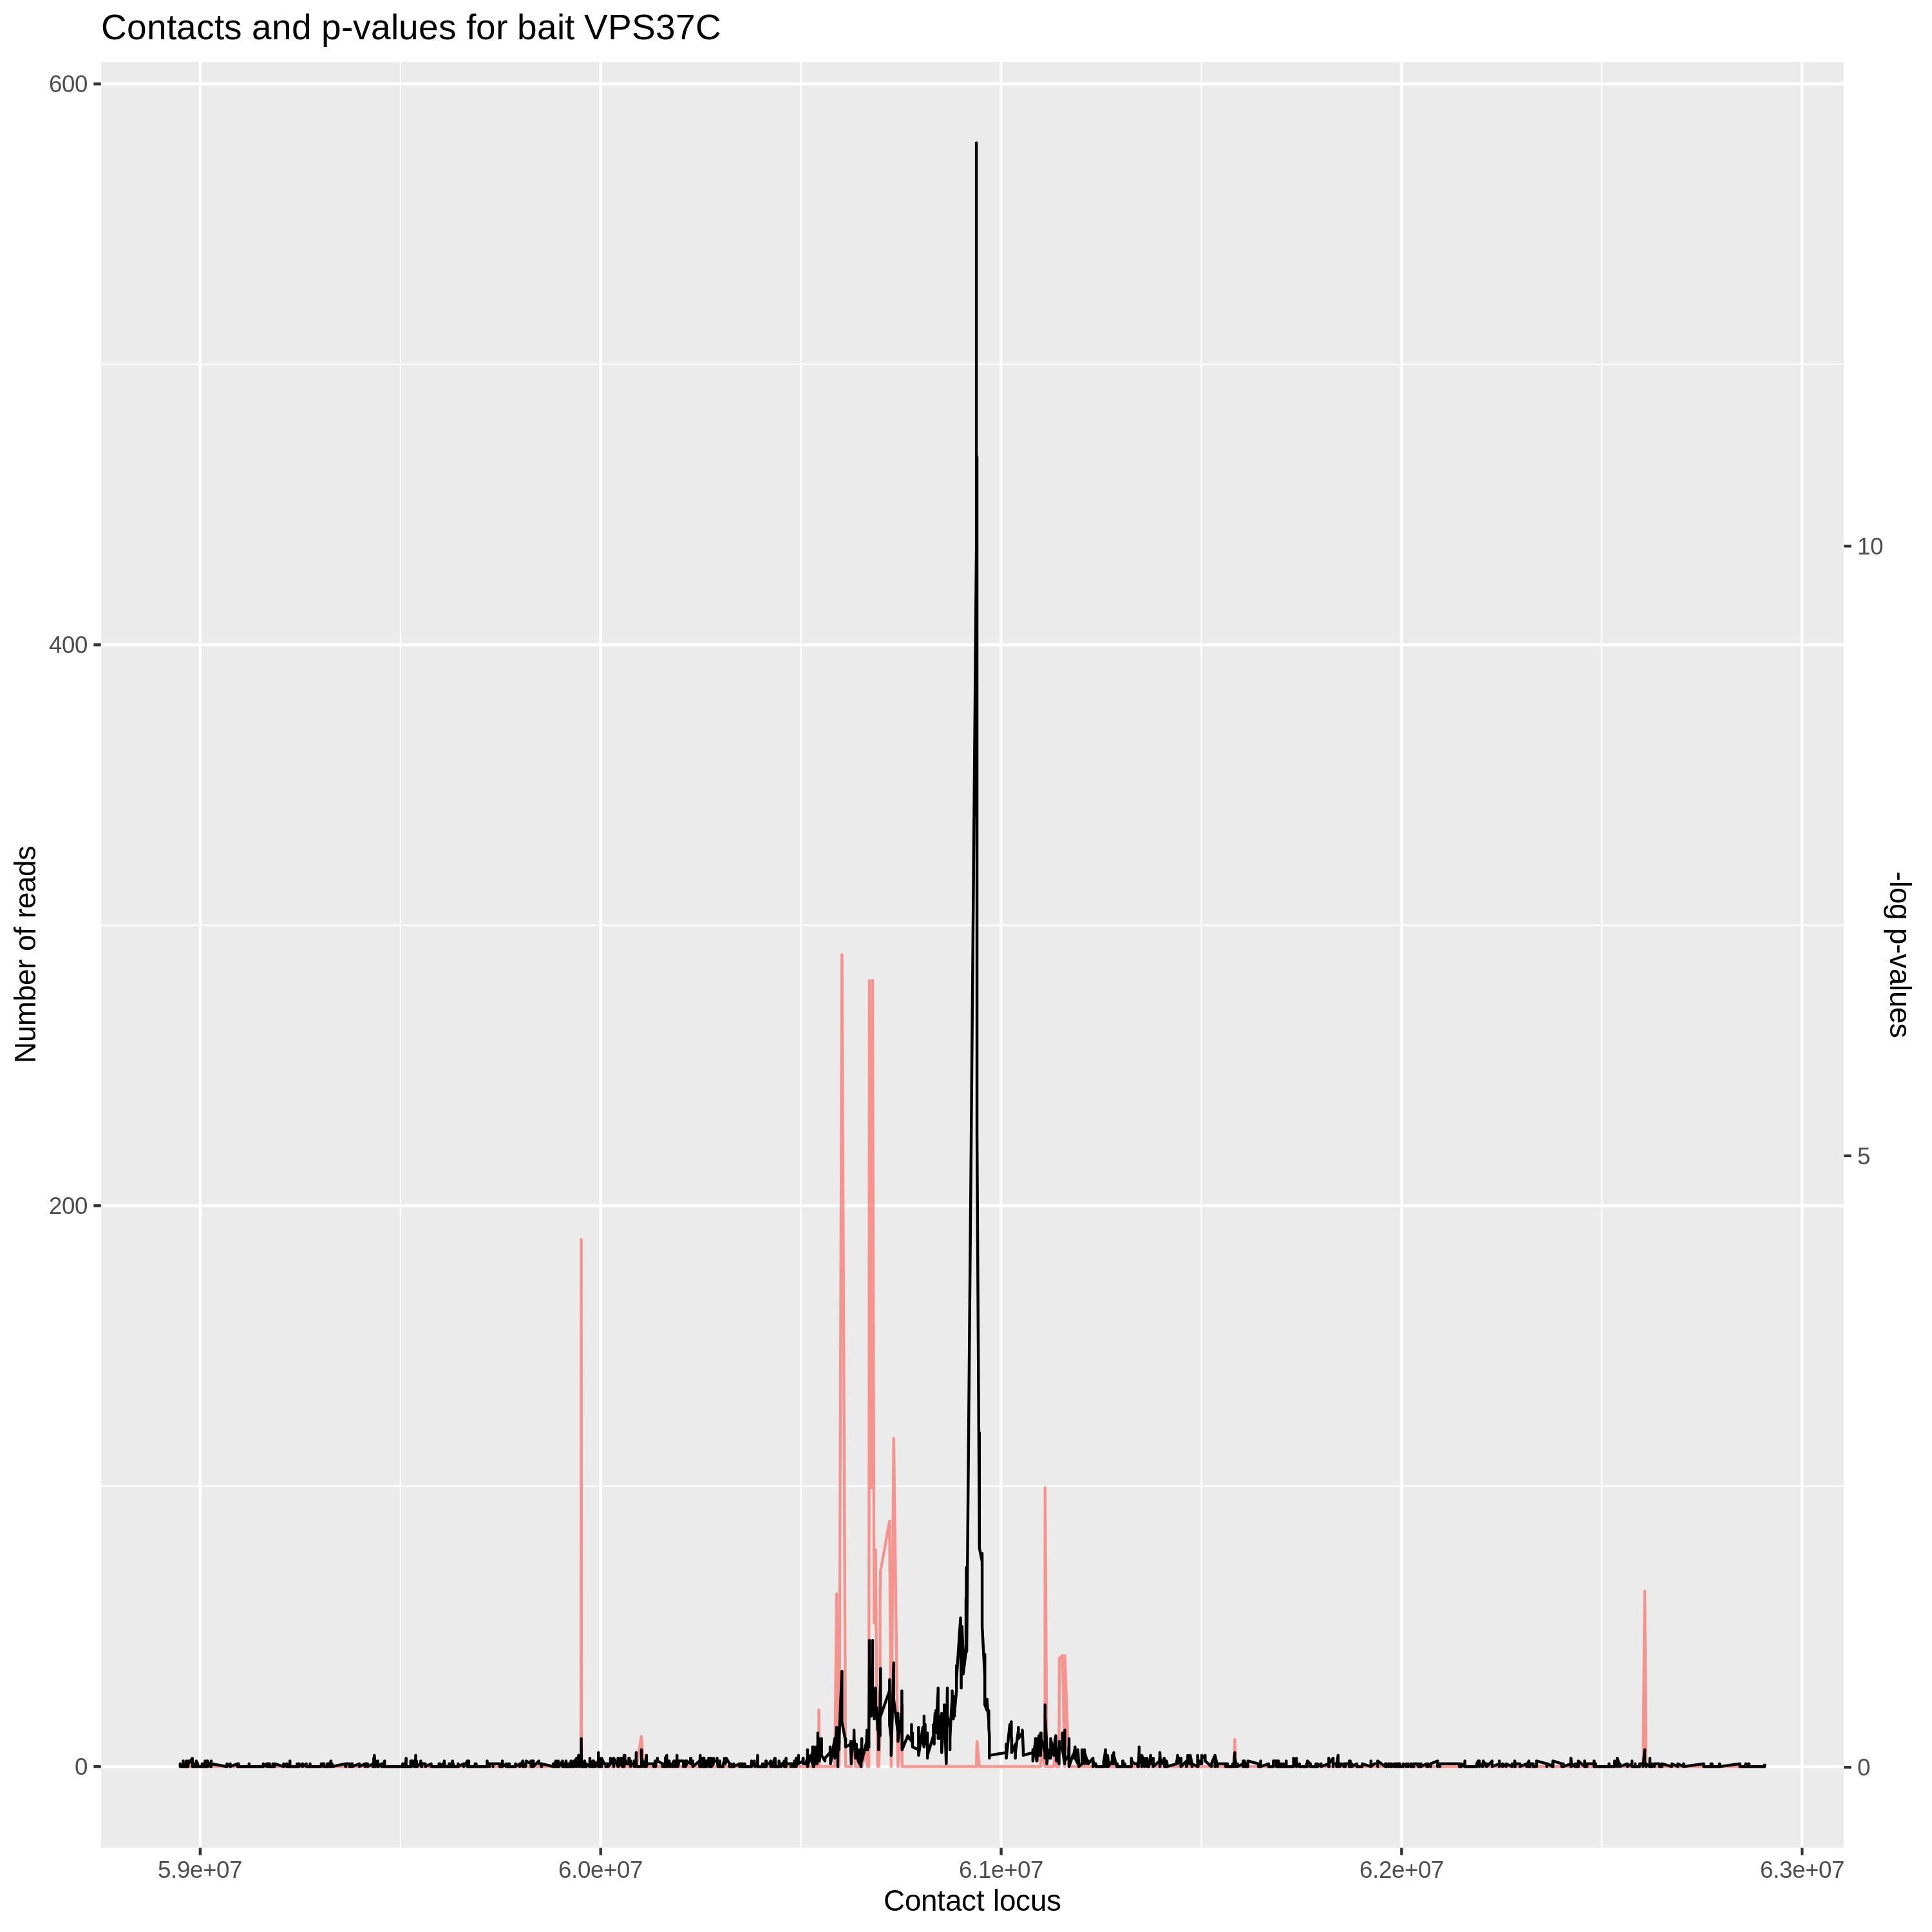 Contacts and p-values for bait VPS37C
600
400
200
0
Number of reads
10
5
0
-log p-values
5.9e+07
6.0e+07
6.1e+07
6.2e+07
6.3e+07
Contact locus